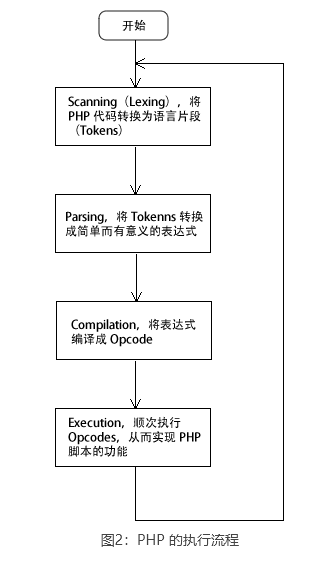 开始
Scanning（Lexing），将
PHP 代码转换为语言片段
（Tokens）
Parsing，将 Tokenns 转换
成简单而有意义的表达式
Compilation，将表达式
编译成 Opcode
Execution，顺次执行
Opcodes，从而实现 PHP
脚本的功能
图2：PHP 的执行流程